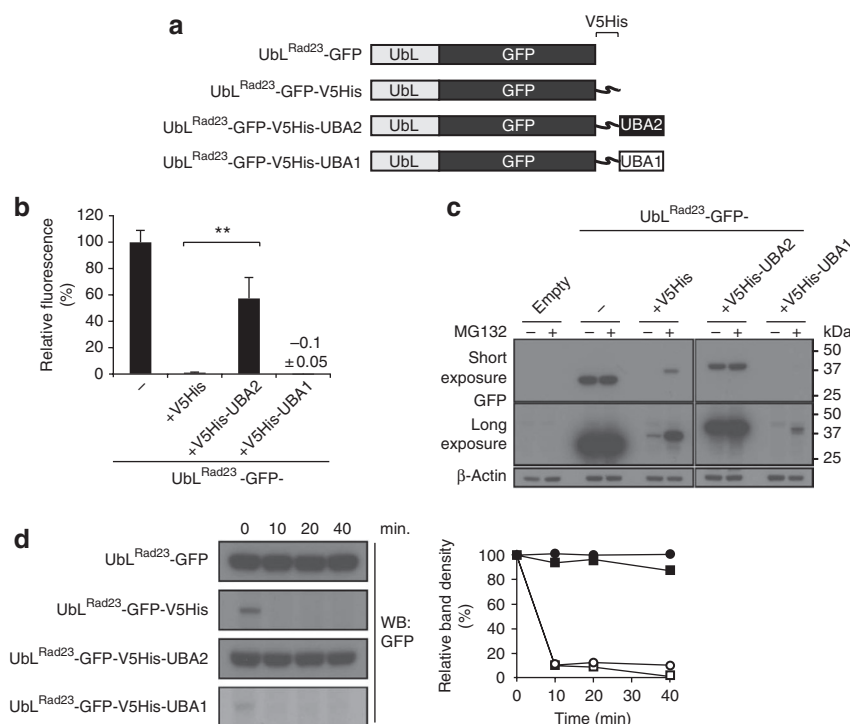 a
V5His
UbL^Rad23-GFP UbL GFP
UbL^Rad23-GFP-V5His UbL GFP
UbL^Rad23-GFP-V5His-UBA2 UbL GFP UBA2
UbL^Rad23-GFP-V5His-UBA1 UbL GFP UBA1
b
Relative fluorescence
(%)
120
100
80
60
40
20
0
**
–0.1
± 0.05
–
+V5His
+V5His-UBA2
+V5His-UBA1
UbL^Rad23-GFP-
c
UbL^Rad23-GFP-
Empty
–
+V5His
+V5His-UBA2
+V5His-UBA1
MG132 – + – + – + – + – + kDa
Short
exposure
GFP
Long
exposure
β-Actin
50
37
25
50
37
25
d
0 10 20 40 min.
UbL^Rad23-GFP
UbL^Rad23-GFP-V5His
UbL^Rad23-GFP-V5His-UBA2
UbL^Rad23-GFP-V5His-UBA1
WB:
GFP
Relative band density
(%)
100
80
60
40
20
0
0 10 20 30 40
Time (min)